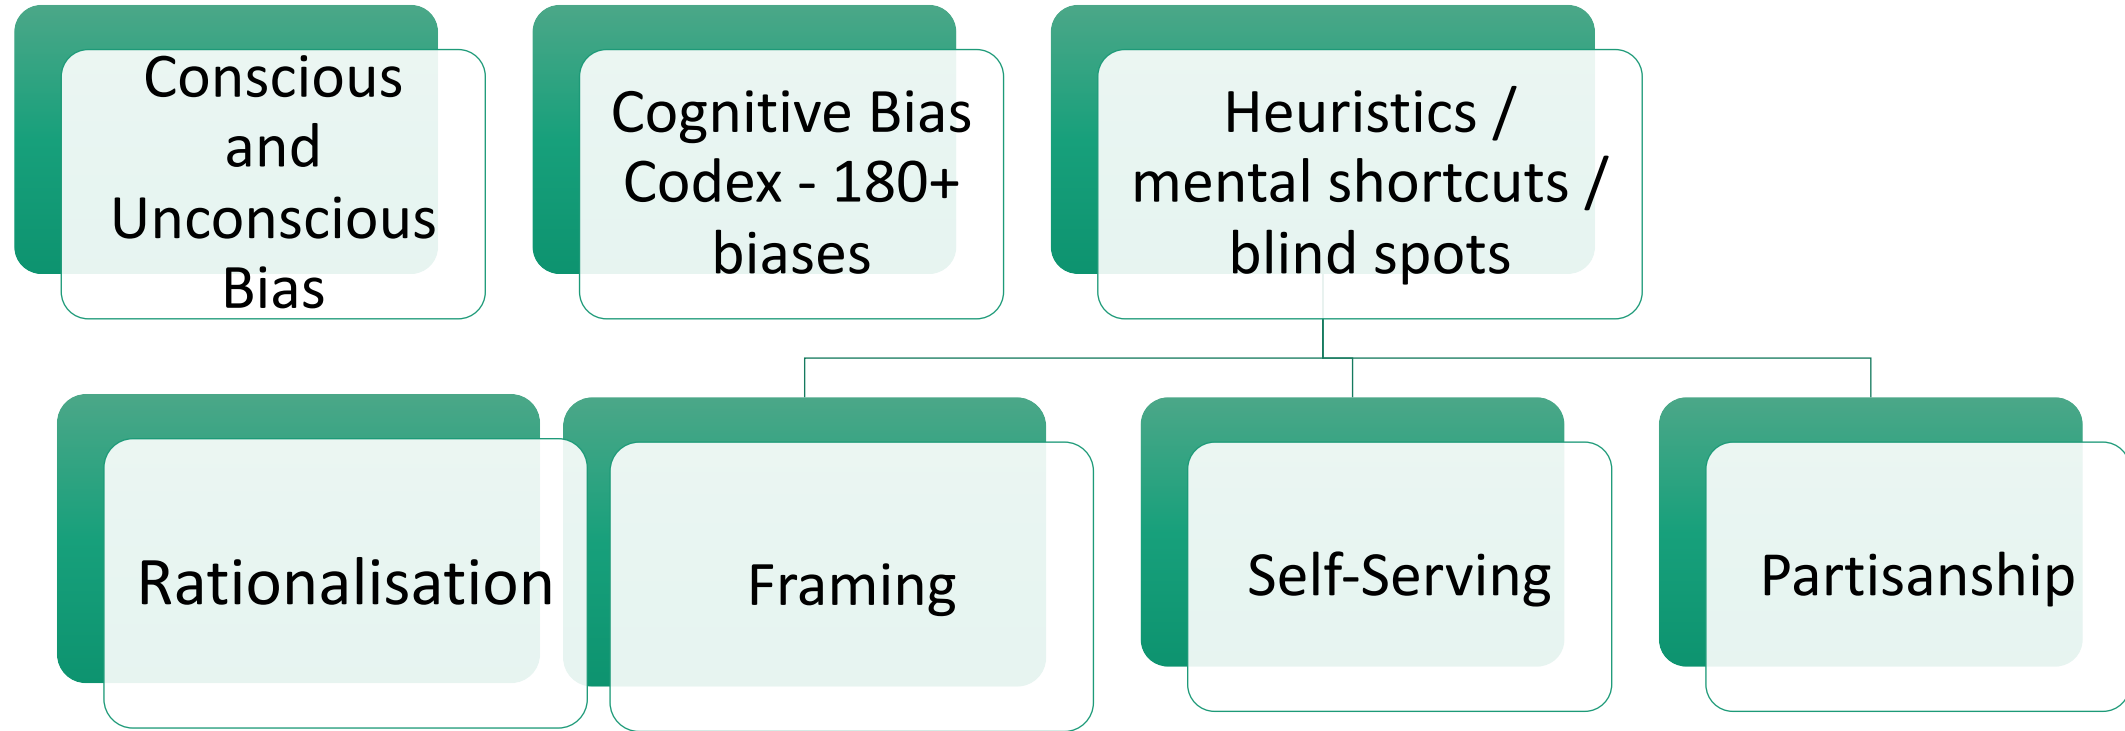 Conscious
and
Unconscious
Bias
Cognitive Bias
Codex - 180+
biases
Heuristics /
mental shortcuts /
blind spots
Rationalisation
Framing
Self-Serving
Partisanship